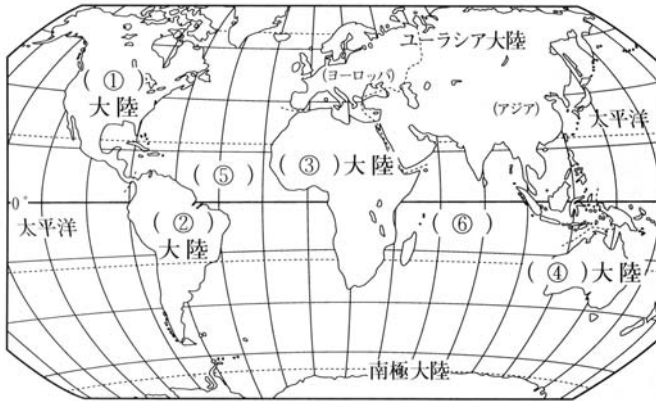 ユーラシア大陸
(ヨーロッパ)
( ① )
大陸
(アジア)
太平洋
( ⑤ )
( ③ )大陸
0°
太平洋
( ② )
大陸
( ⑥ )
( ④ )大陸
南極大陸